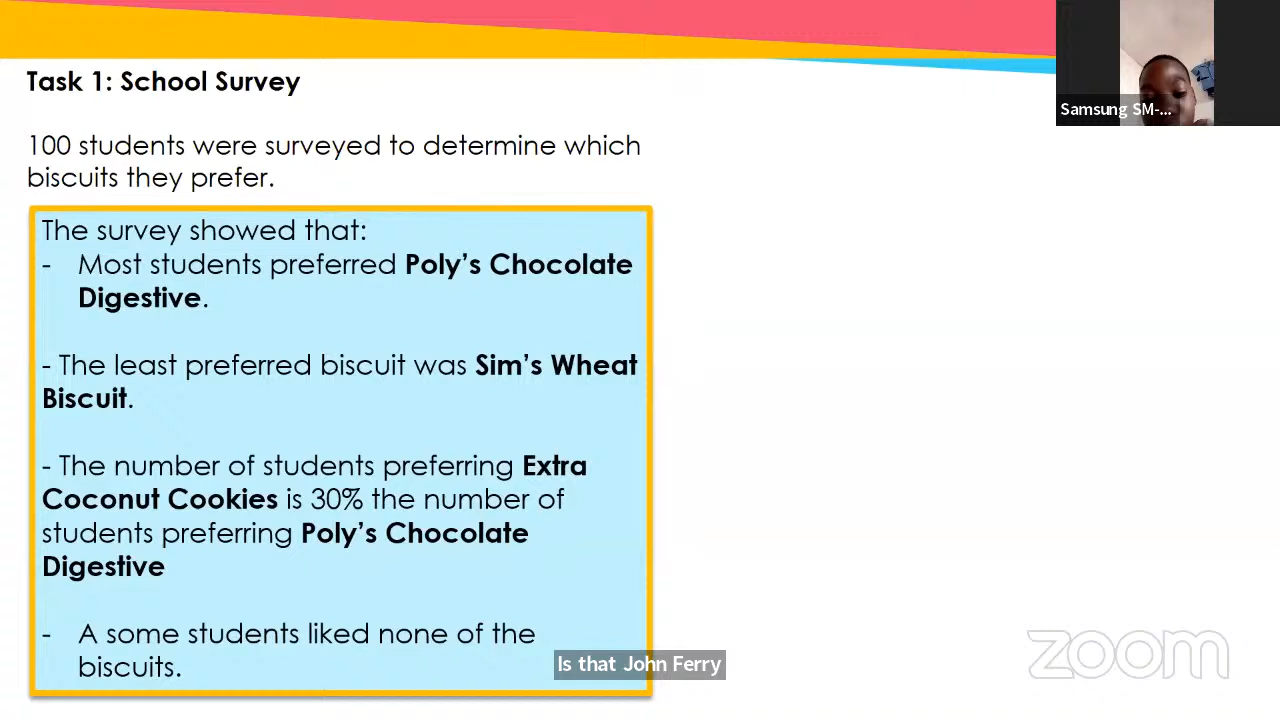 Task 1: School Survey
100 students were surveyed to determine which
biscuits they prefer.
The survey showed that:
- Most students preferred Poly's Chocolate
Digestive.
- The least preferred biscuit was Sim's Wheat
Biscuit.
- The number of students preferring Extra
Coconut Cookies is 30% the number of
students preferring Poly's Chocolate
Digestive
- A some students liked none of the
biscuits.
Samsung SM-...
Is that John Ferry
zoom